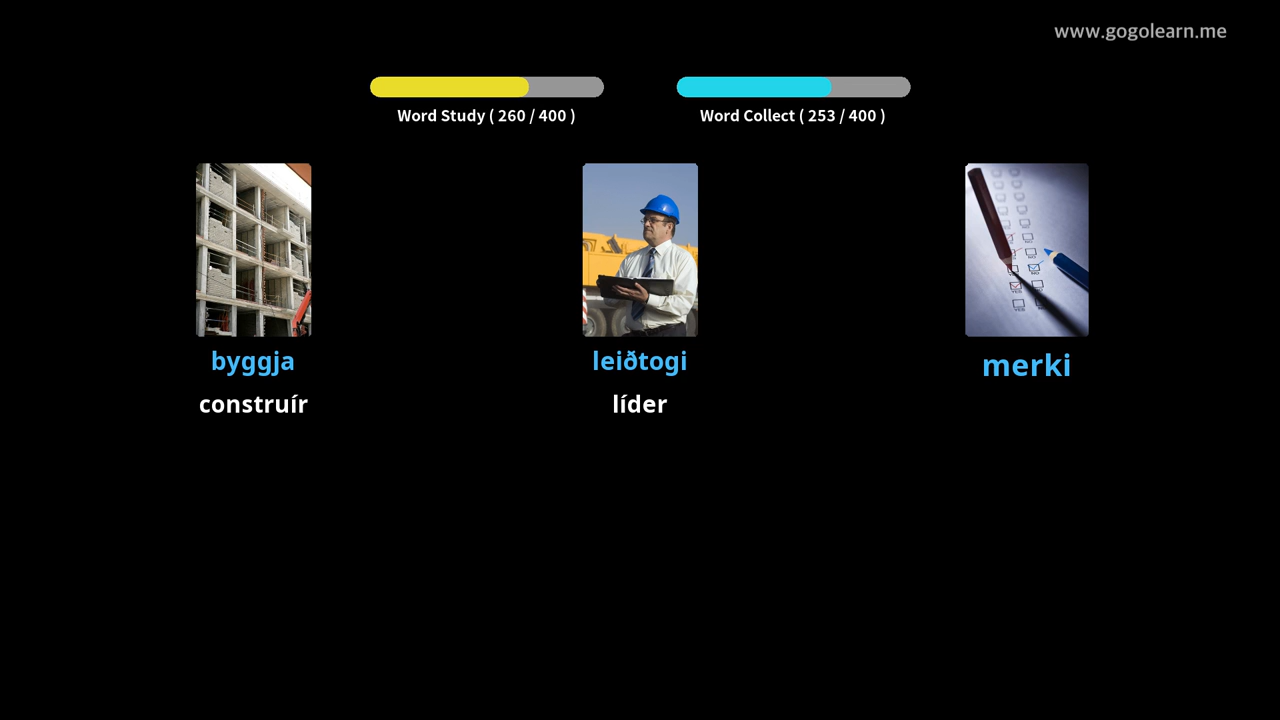 www.gogolearn.me
Word Study ( 260 / 400 )
Word Collect ( 253 / 400 )
byggja
leiðtogi
merki
construír
líder